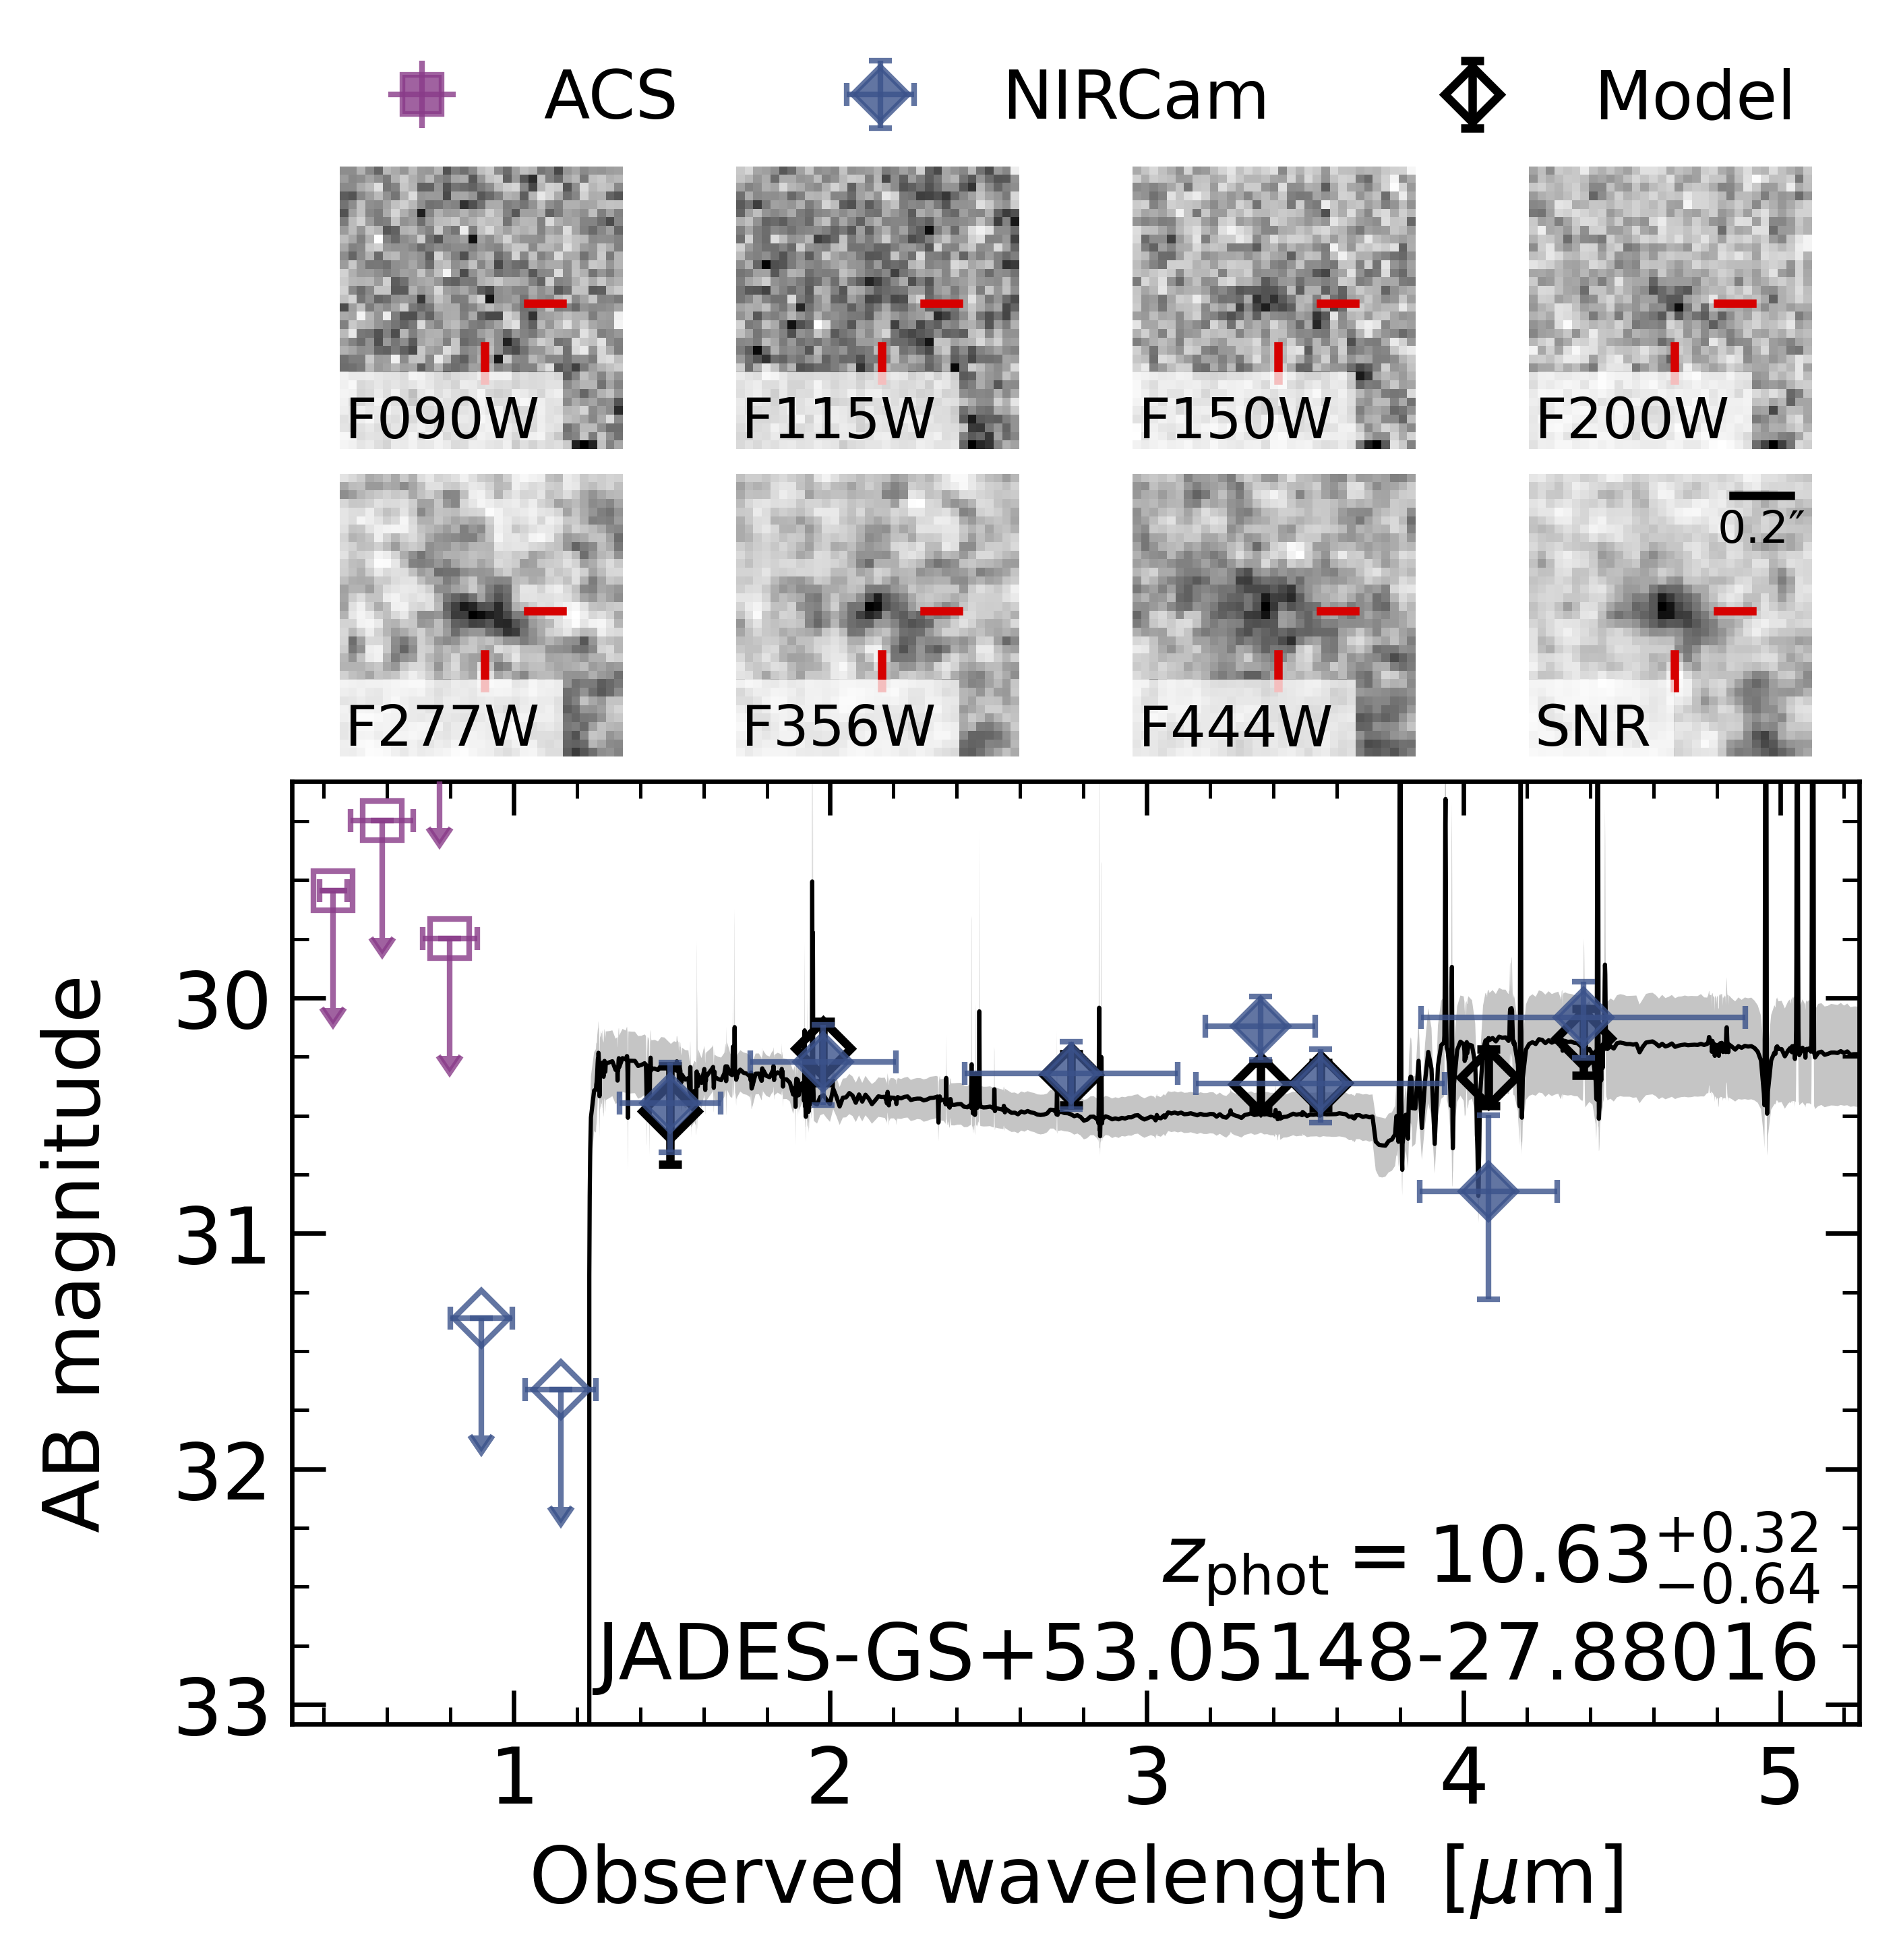 ACS NIRCam Model
F090W F115W F150W F200W
0.2″
F277W F356W F444W SNR
30
31
32
33
AB magnitude
z_phot = 10.63^{+0.32}_{−0.64}
JADES-GS+53.05148-27.88016
1 2 3 4 5
Observed wavelength [μm]